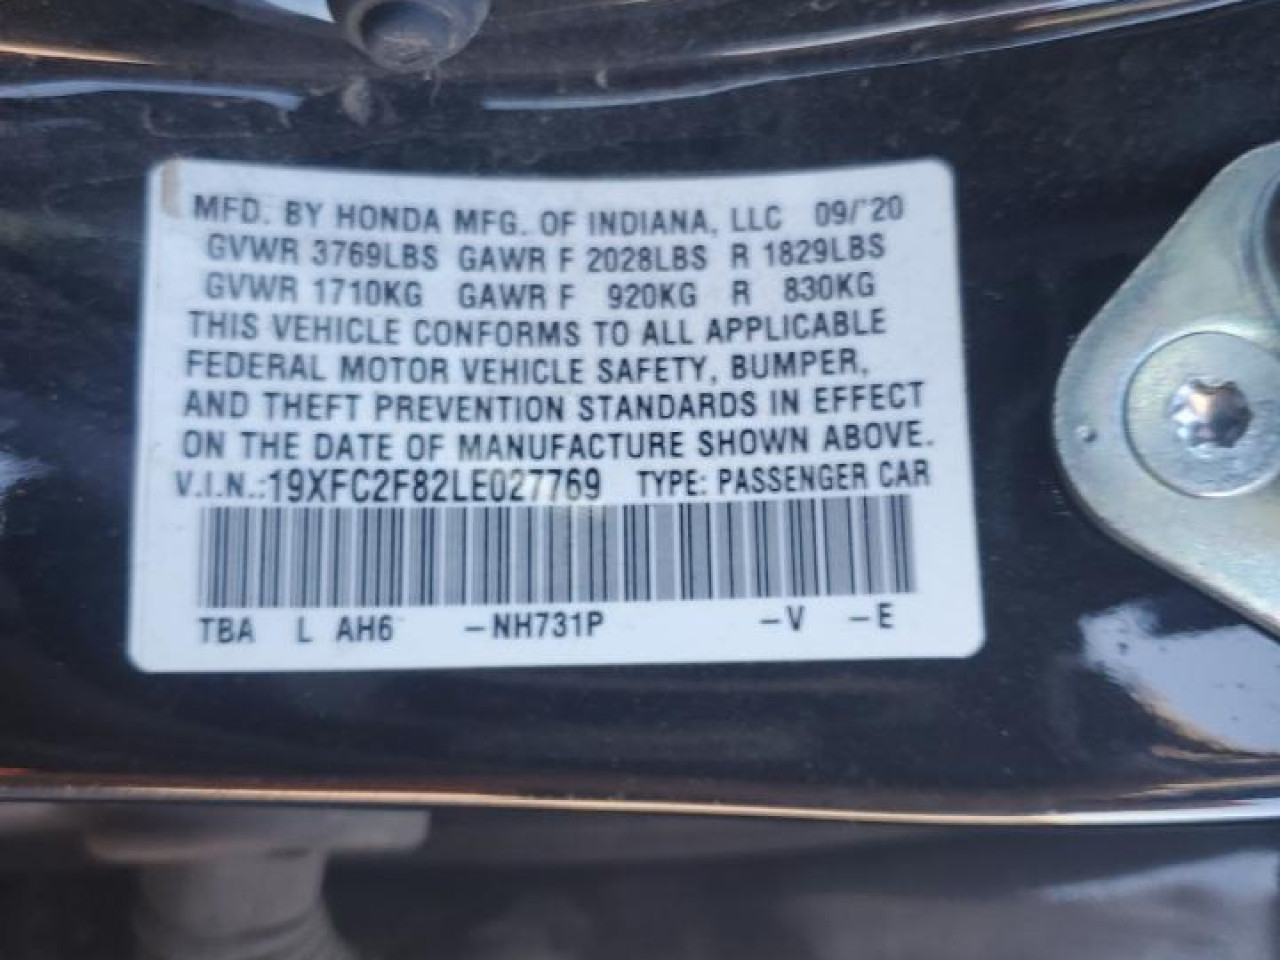 MFD. BY HONDA MFG. OF INDIANA, LLC 09/'20
GVWR 3769LBS GAWR F 2028LBS R 1829LBS
GVWR 1710KG GAWR F 920KG R 830KG
THIS VEHICLE CONFORMS TO ALL APPLICABLE
FEDERAL MOTOR VEHICLE SAFETY, BUMPER,
AND THEFT PREVENTION STANDARDS IN EFFECT
ON THE DATE OF MANUFACTURE SHOWN ABOVE.
V.I.N.:19XFC2F82LE027769 TYPE: PASSENGER CAR
TBA L AH6 -NH731P -V -E